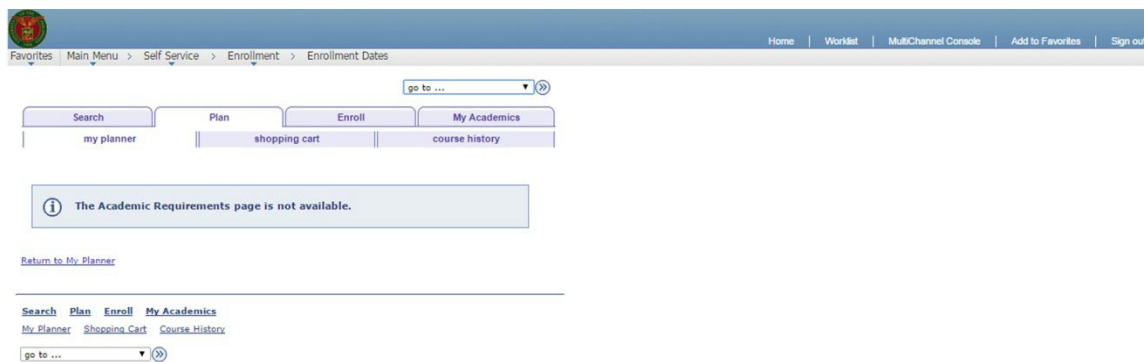 Home | Worklist | MultiChannel Console | Add to Favorites | Sign out
Favorites | Main Menu > Self Service > Enrollment > Enrollment Dates
go to ...
Search Plan Enroll My Academics
my planner shopping cart course history
The Academic Requirements page is not available.
Return to My Planner
Search Plan Enroll My Academics
My Planner Shopping Cart Course History
go to ...